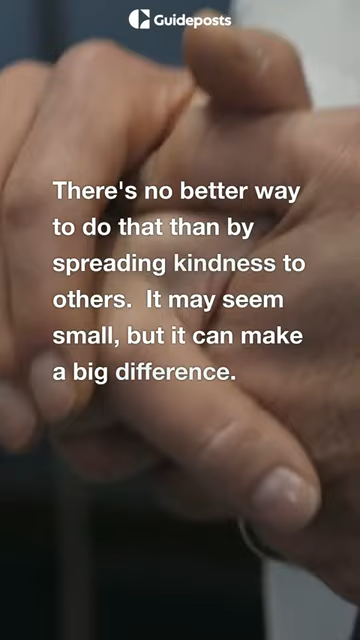 Guideposts
There's no better way
to do that than by
spreading kindness to
others.  It may seem
small, but it can make
a big difference.